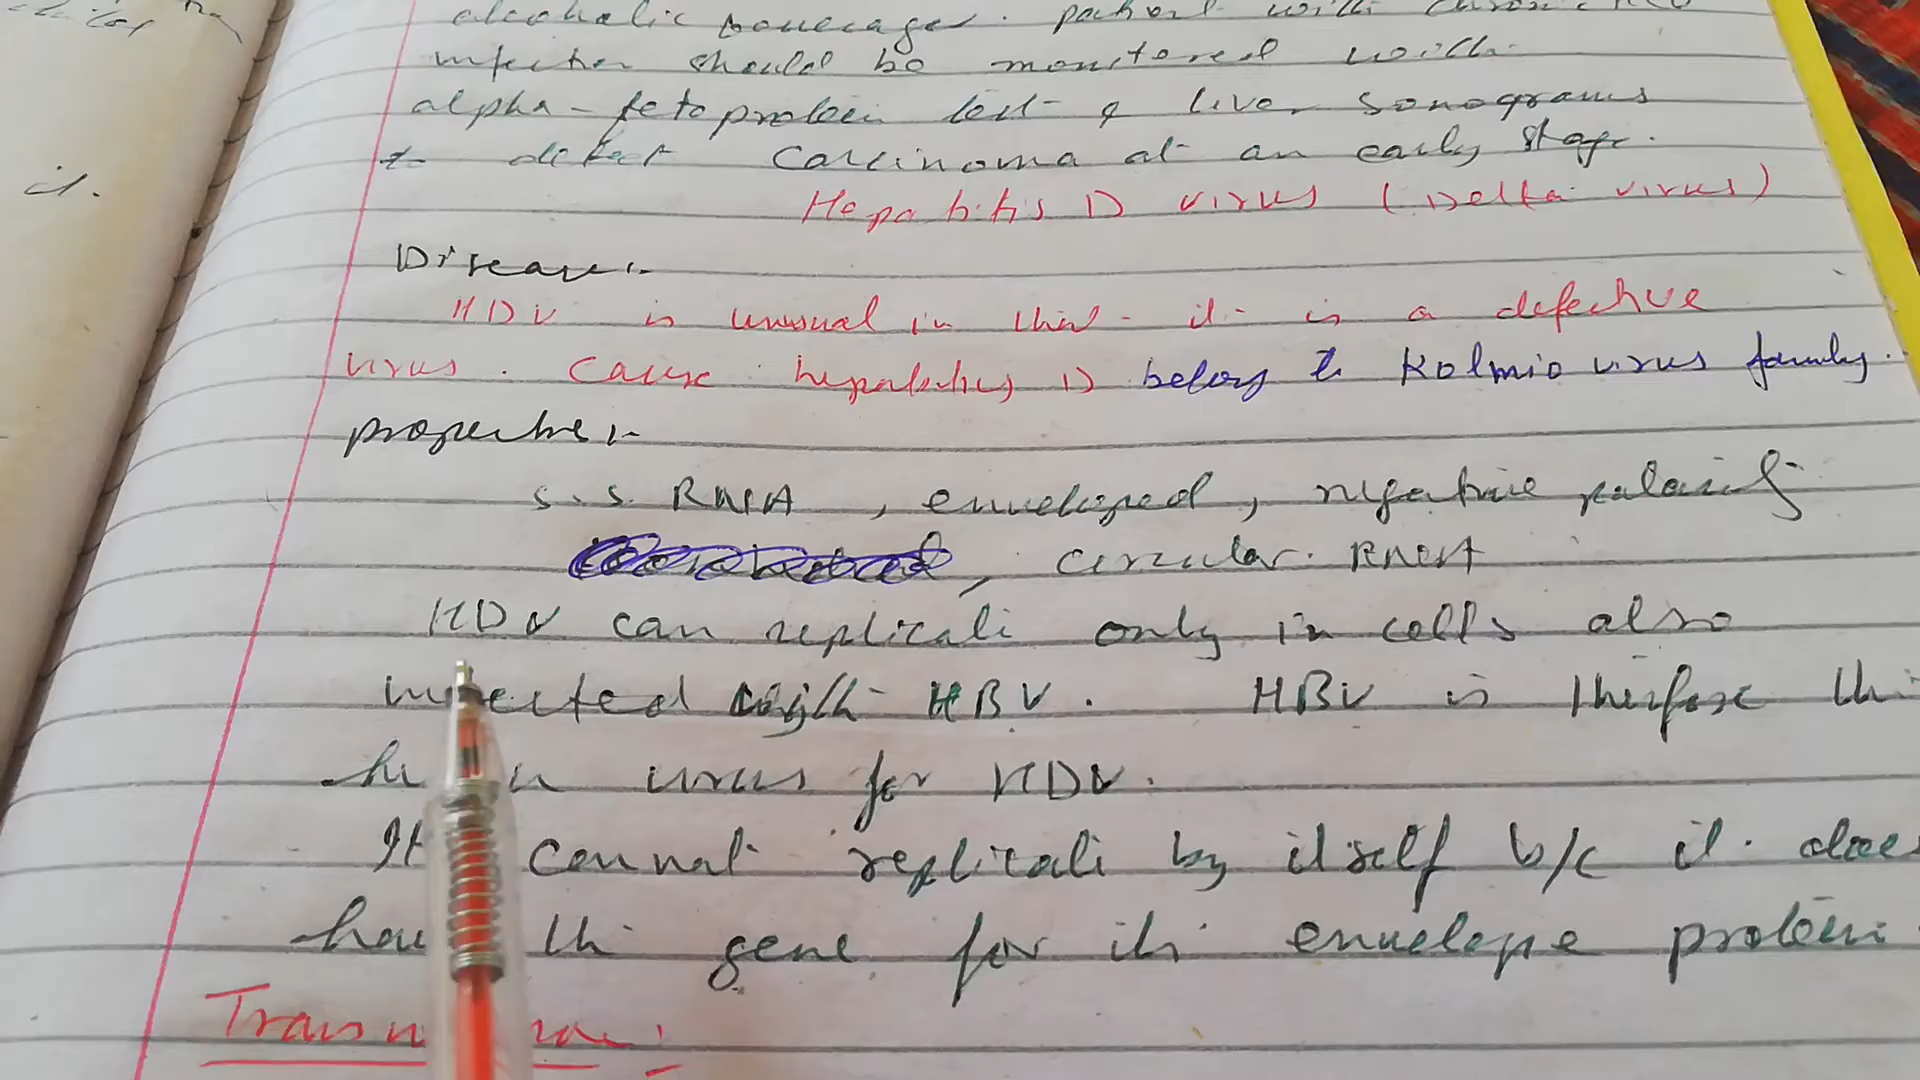 alcoholic bouerages. patient with chronic HCV
infection should be monitored with
alpha-fetoprotein test & liver sonograms
to detect carcinoma at an early stage.
Hepatitis D virus (Delta virus)
Disease:-
HDV is unusual in that it is a defective
virus. Cause hepatitis D belong to Kolmio virus family.
properties:-
s.s. RNA, enveloped, negative polarity
, circular RNA
HDV can replicate only in cells also
infected with HBV. HBV is therefore the
virus for HDV.
It cannot replicate by itself b/c it does
the gene for its envelope protein